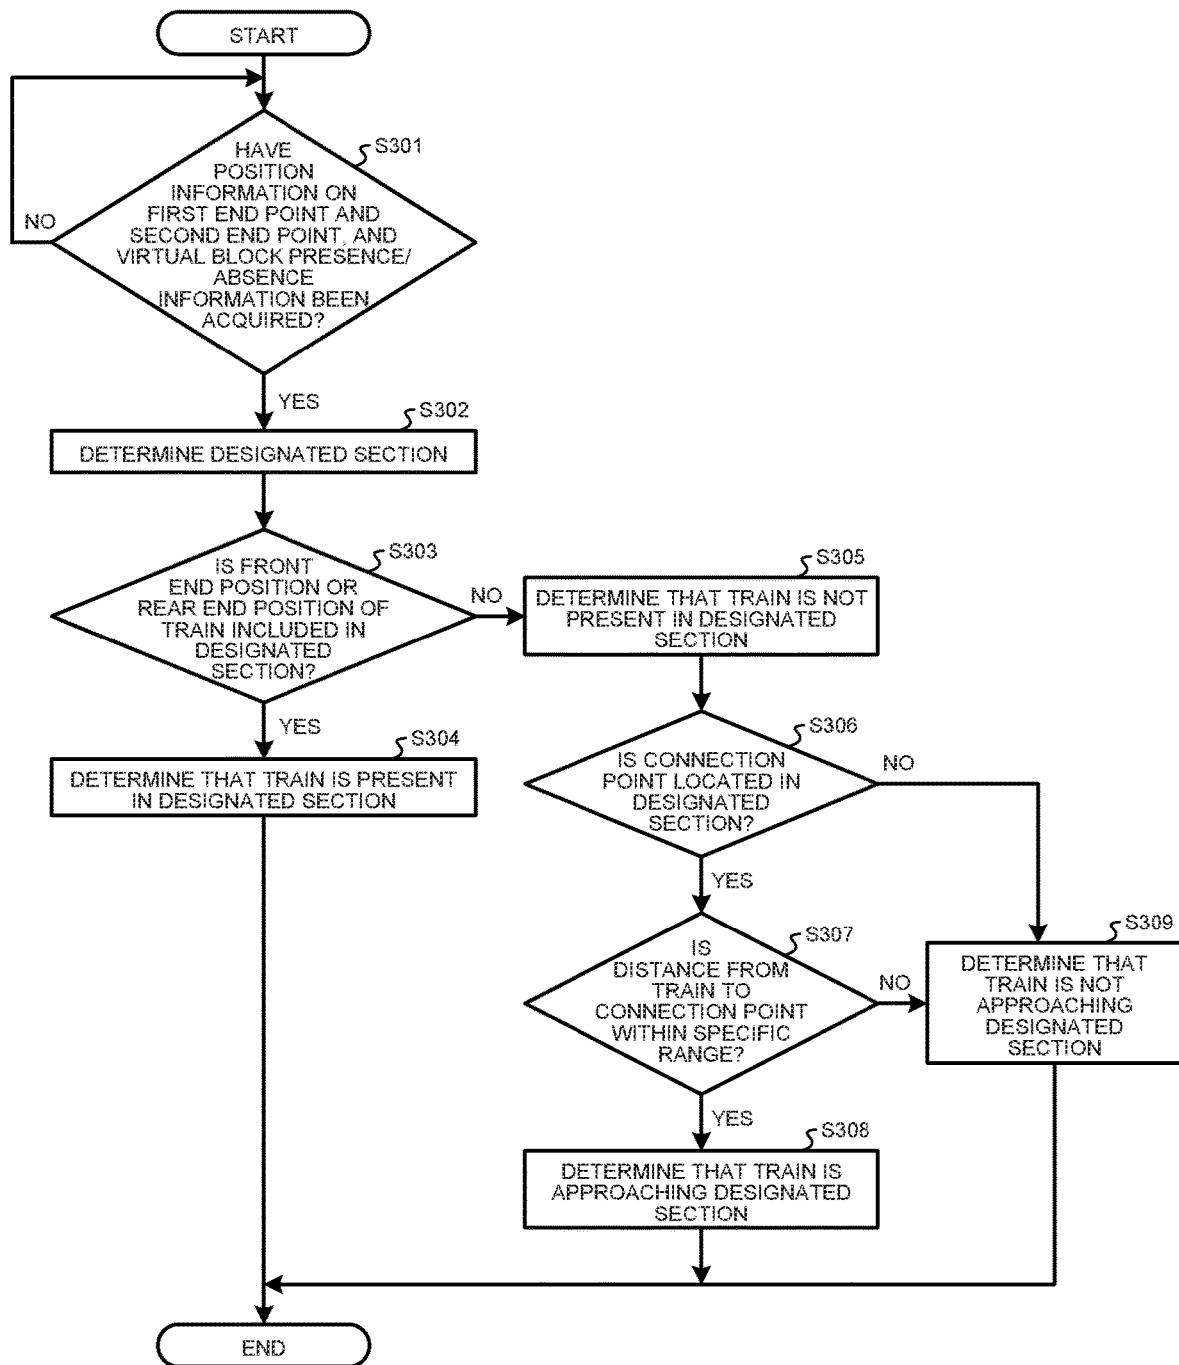 START
S301
HAVE
POSITION
INFORMATION ON
FIRST END POINT AND
SECOND END POINT, AND
VIRTUAL BLOCK PRESENCE/
ABSENCE
INFORMATION BEEN
ACQUIRED?
NO
YES
S302
DETERMINE DESIGNATED SECTION
S303
IS FRONT
END POSITION OR
REAR END POSITION OF
TRAIN INCLUDED IN
DESIGNATED
SECTION?
NO
YES
S304
DETERMINE THAT TRAIN IS PRESENT
IN DESIGNATED SECTION
S305
DETERMINE THAT TRAIN IS NOT
PRESENT IN DESIGNATED
SECTION
S306
IS CONNECTION
POINT LOCATED IN
DESIGNATED
SECTION?
NO
YES
S307
IS
DISTANCE FROM
TRAIN TO
CONNECTION POINT
WITHIN SPECIFIC
RANGE?
NO
YES
S309
DETERMINE THAT
TRAIN IS NOT
APPROACHING
DESIGNATED
SECTION
S308
DETERMINE THAT TRAIN IS
APPROACHING DESIGNATED
SECTION
END